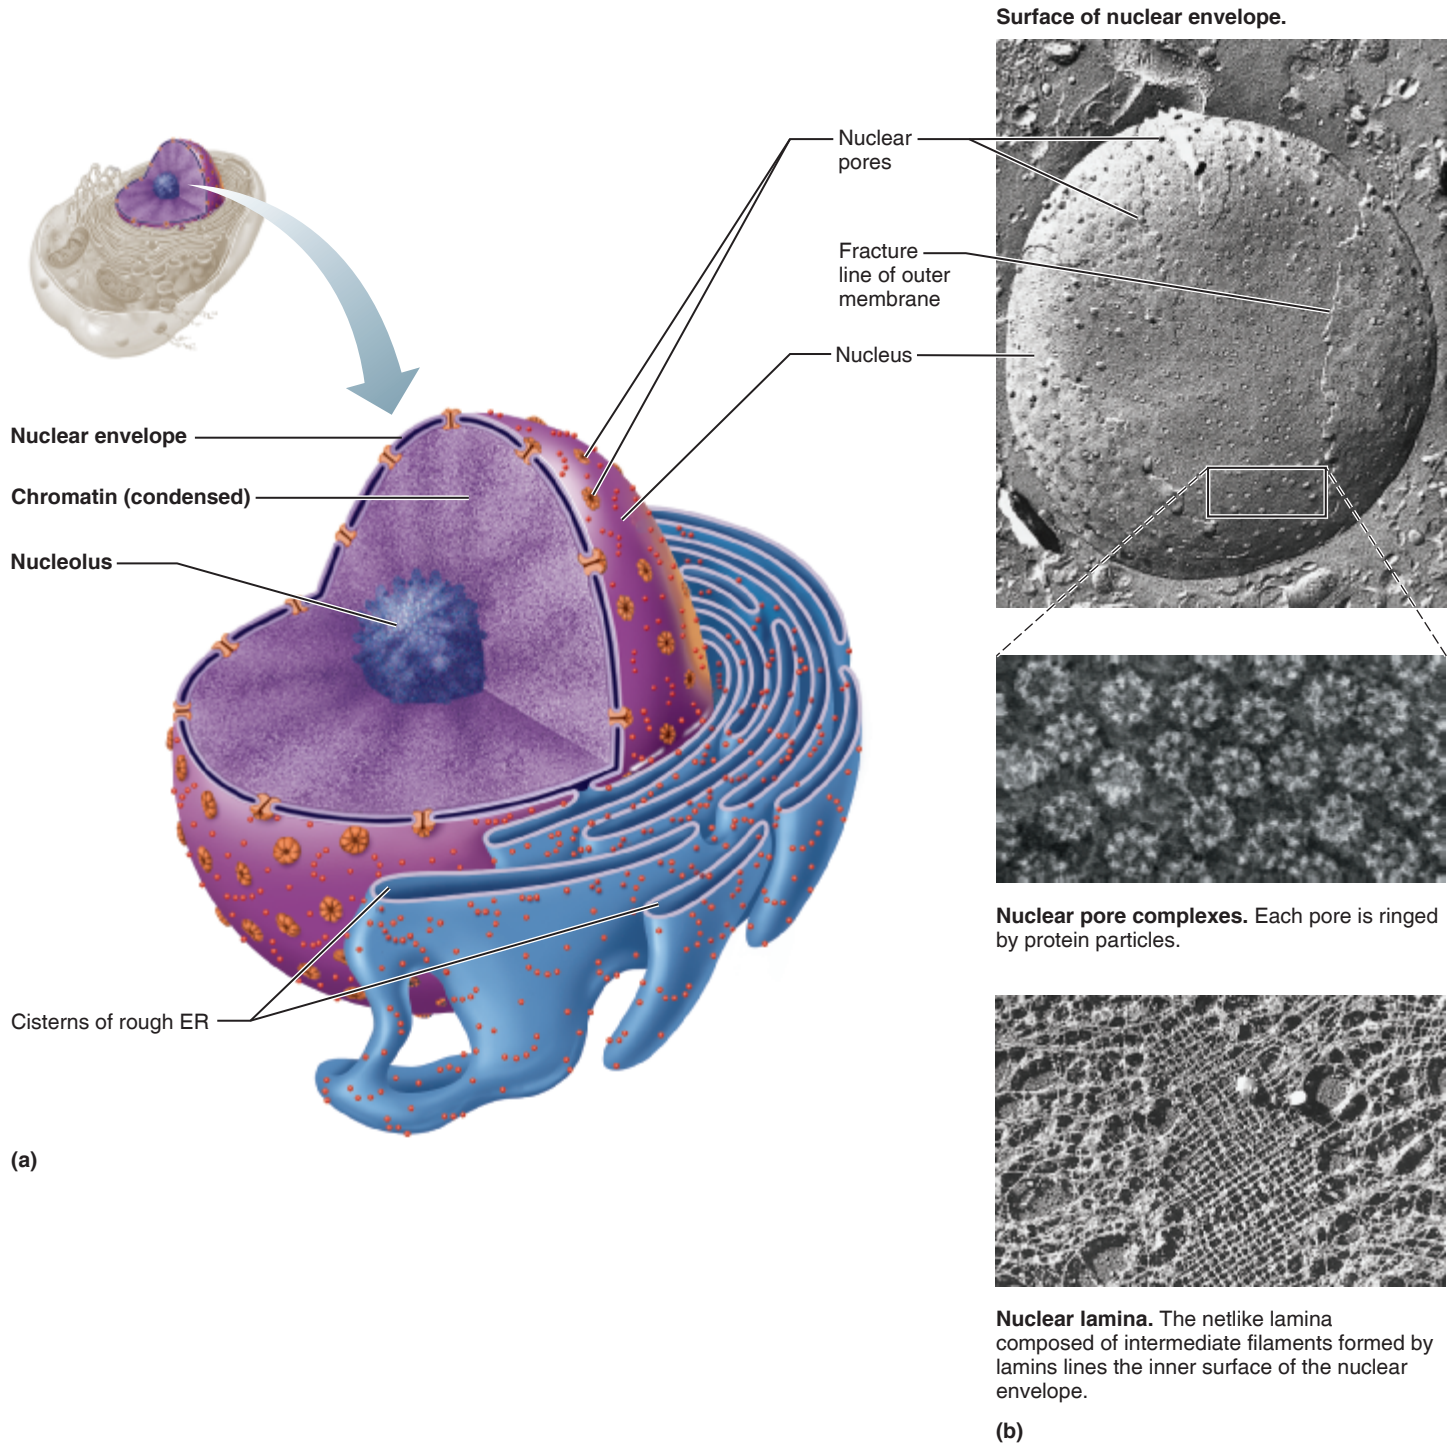 Surface of nuclear envelope.
Nuclear
pores
Fracture
line of outer
membrane
Nucleus
Nuclear envelope
Chromatin (condensed)
Nucleolus
Cisterns of rough ER
(a)
Nuclear pore complexes. Each pore is ringed
by protein particles.
Nuclear lamina. The netlike lamina
composed of intermediate filaments formed by
lamins lines the inner surface of the nuclear
envelope.
(b)